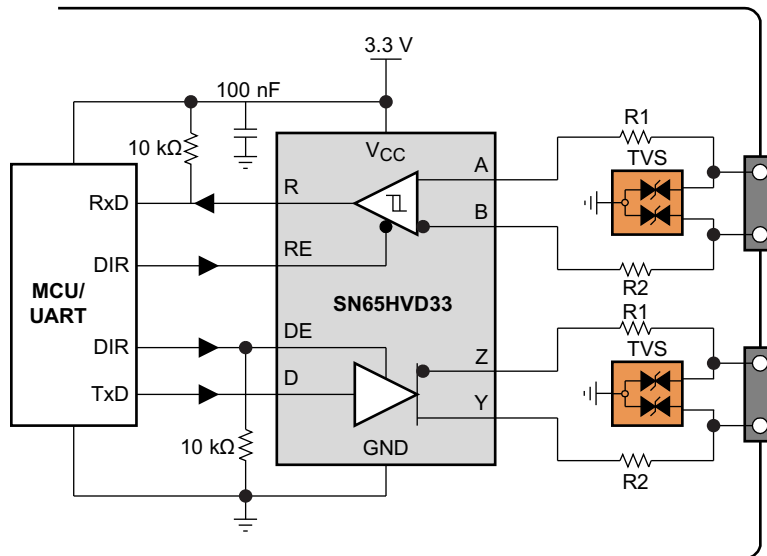 3.3 V
100 nF
10 kΩ
V_CC
R1
TVS
A
R
RxD
B
DIR
RE
R2
MCU/
UART
SN65HVD33
R1
DE
DIR
Z
TVS
D
TxD
Y
10 kΩ
GND
R2